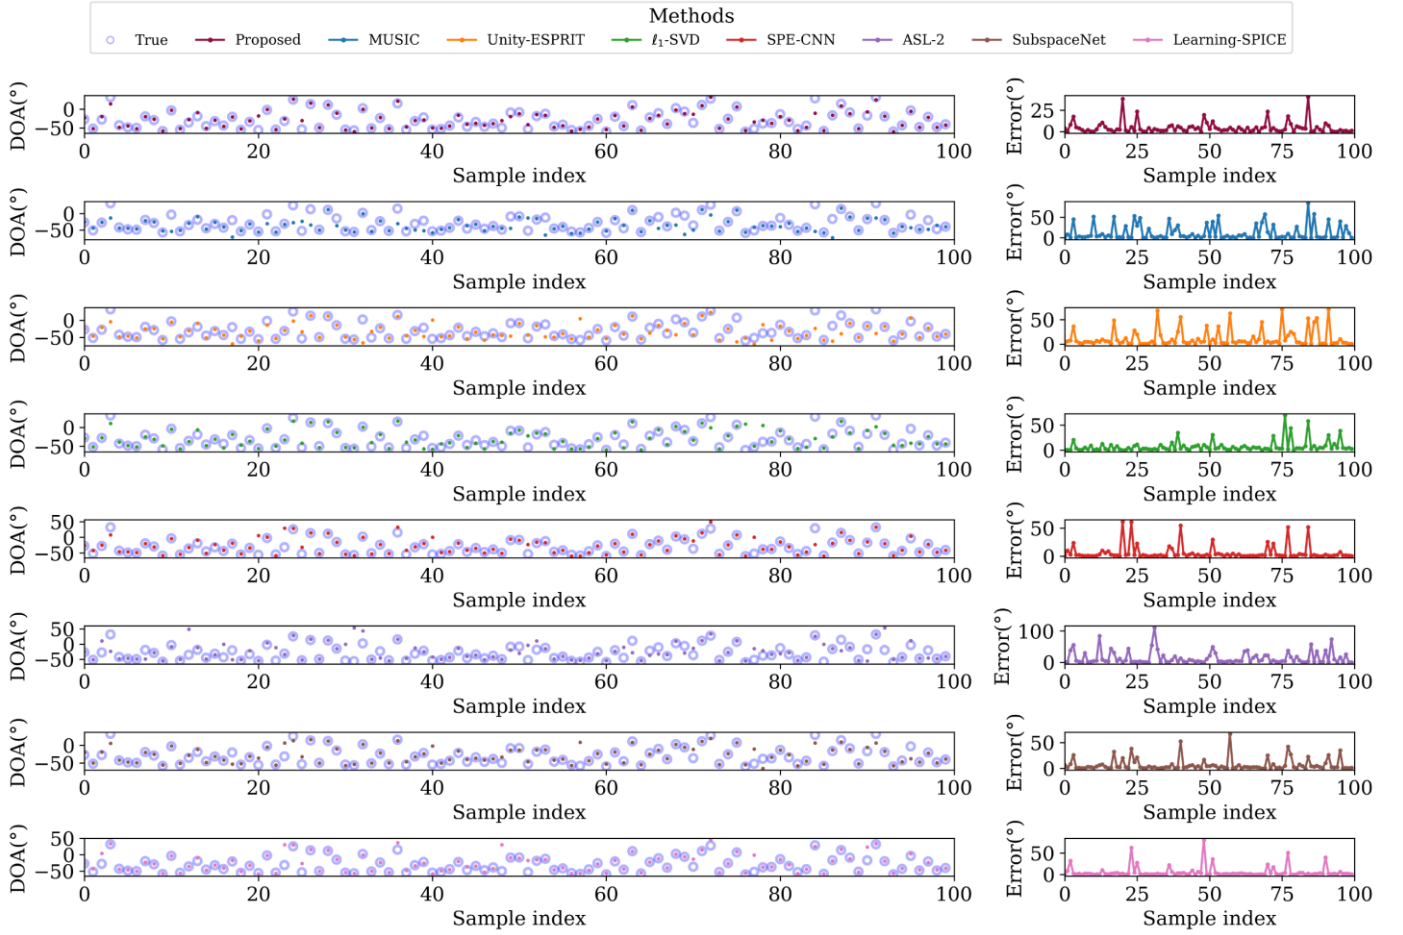 Methods
True Proposed MUSIC Unity-ESPRIT ℓ1-SVD SPE-CNN ASL-2 SubspaceNet Learning-SPICE
DOA(°)
0
−50
0 20 40 60 80 100
Sample index
Error(°)
25
0
0 25 50 75 100
Sample index
DOA(°)
0
−50
0 20 40 60 80 100
Sample index
Error(°)
50
0
0 25 50 75 100
Sample index
DOA(°)
0
−50
0 20 40 60 80 100
Sample index
Error(°)
50
0
0 25 50 75 100
Sample index
DOA(°)
0
−50
0 20 40 60 80 100
Sample index
Error(°)
50
0
0 25 50 75 100
Sample index
DOA(°)
50
0
−50
0 20 40 60 80 100
Sample index
Error(°)
50
0
0 25 50 75 100
Sample index
DOA(°)
50
0
−50
0 20 40 60 80 100
Sample index
Error(°)
100
0
0 25 50 75 100
Sample index
DOA(°)
0
−50
0 20 40 60 80 100
Sample index
Error(°)
50
0
0 25 50 75 100
Sample index
DOA(°)
50
0
−50
0 20 40 60 80 100
Sample index
Error(°)
50
0
0 25 50 75 100
Sample index